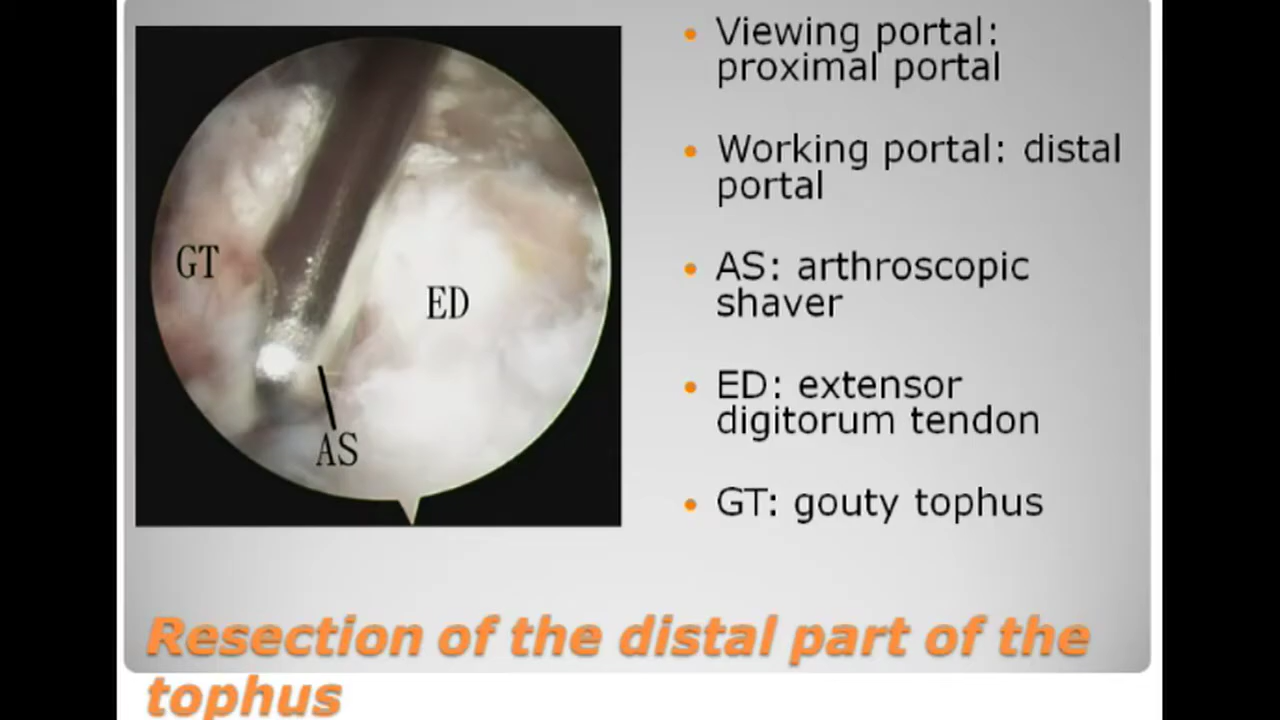 GT
ED
AS
Viewing portal:
proximal portal
Working portal: distal
portal
AS: arthroscopic
shaver
ED: extensor
digitorum tendon
GT: gouty tophus
Resection of the distal part of the
tophus